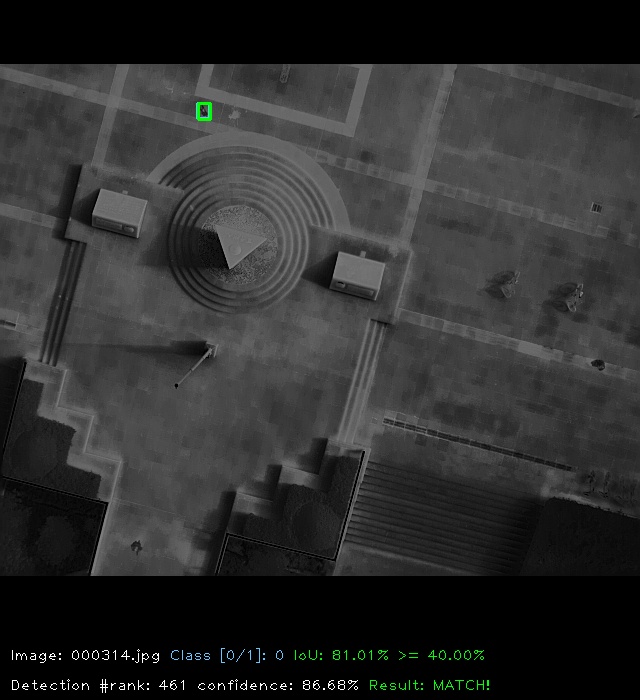 Image: 000314.jpg Class [0/1]: 0 IoU: 81.01% >= 40.00%
Detection #rank: 461 confidence: 86.68% Result: MATCH!